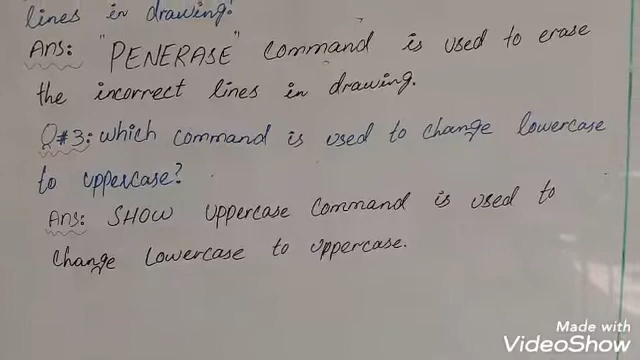 lines in drawing?
Ans: "PENERASE" Command is used to erase
the incorrect lines in drawing.
Q#3: which command is used to change lowercase
to uppercase?
Ans: SHOW Uppercase Command is used to
Change Lowercase to uppercase.
Made with
VideoShow